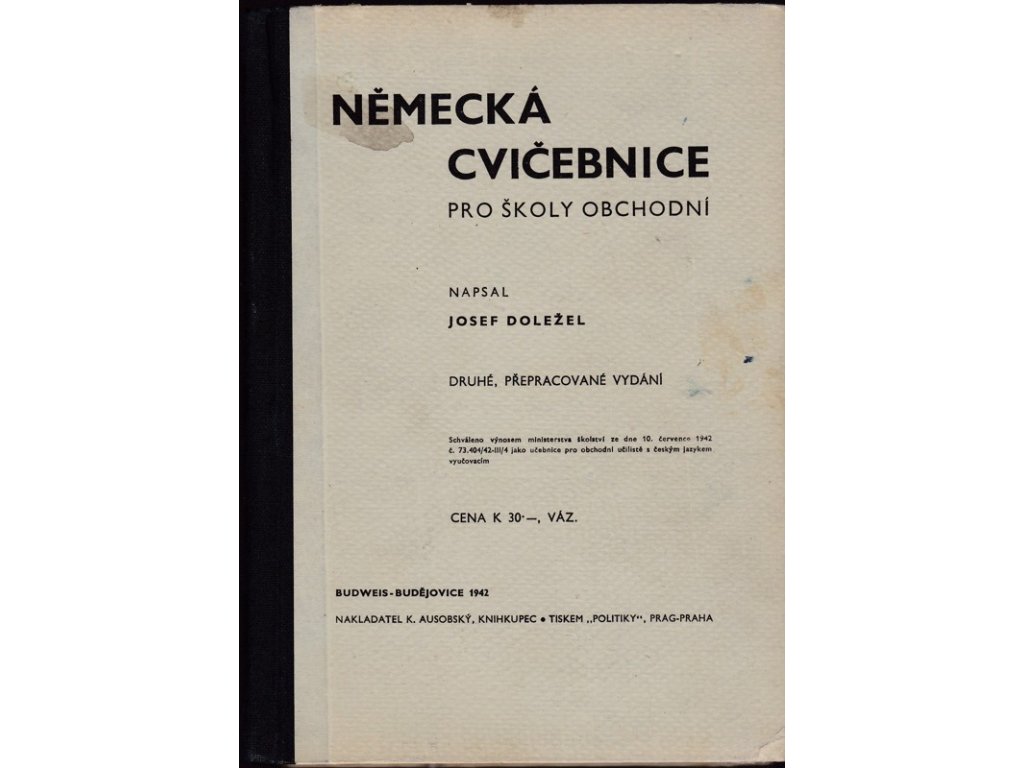 NĚMECKÁ
CVIČEBNICE
PRO ŠKOLY OBCHODNÍ
NAPSAL
JOSEF DOLEŽEL
DRUHÉ, PŘEPRACOVANÉ VYDÁNÍ
Schváleno výnosem ministerstva školství ze dne 10. července 1942
č. 73.404/42-III/4 jako učebnice pro obchodní učiliště s českým jazykem
vyučovacím
CENA K 30·—, VÁZ.
BUDWEIS-BUDĚJOVICE 1942
NAKLADATEL K. AUSOBSKÝ, KNIHKUPEC • TISKEM „POLITIKY“, PRAG-PRAHA